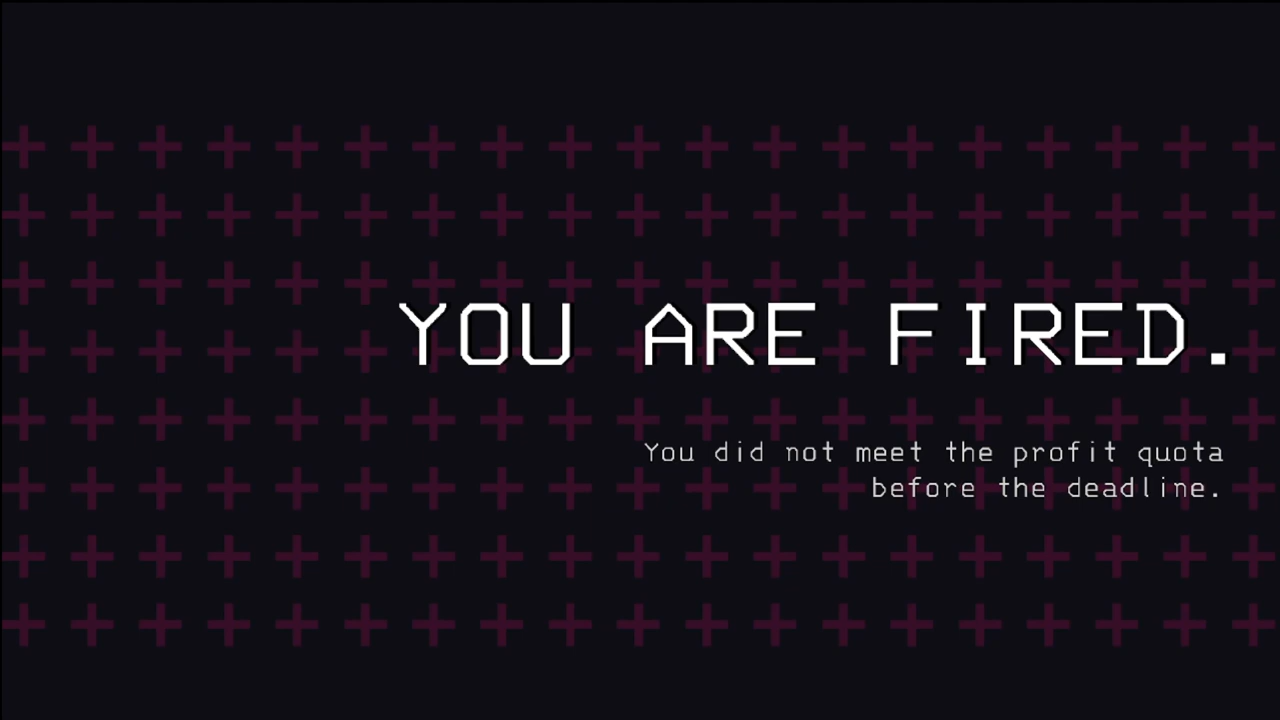 YOU ARE FIRED.
You did not meet the profit quota
before the deadline.